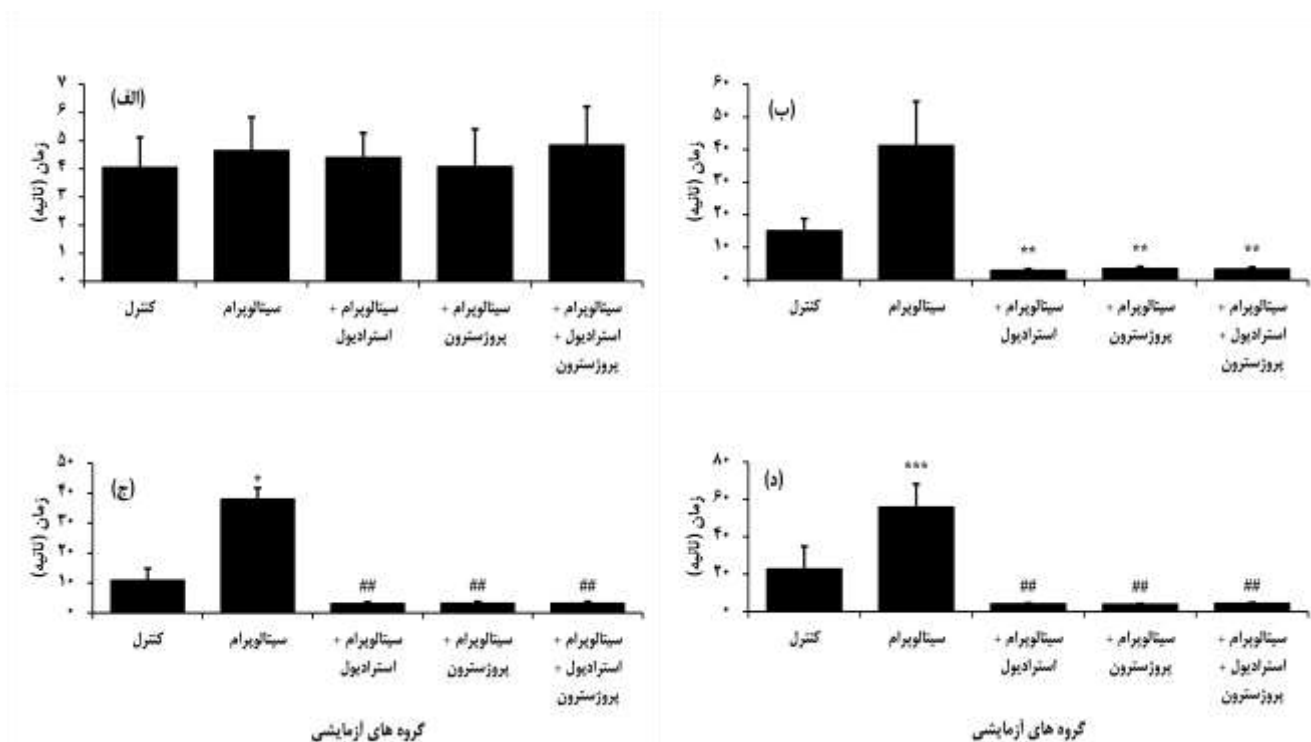 (الف)
زمان (ثانیه)
۷
۶
۵
۴
۳
۲
۱
۰
کنترل
سیتالوپرام
سیتالوپرام +
استرادیول
سیتالوپرام +
پروژسترون
سیتالوپرام +
استرادیول +
پروژسترون
(ب)
زمان (ثانیه)
۶۰
۵۰
۴۰
۳۰
۲۰
۱۰
۰
**
**
**
کنترل
سیتالوپرام
سیتالوپرام +
استرادیول
سیتالوپرام +
پروژسترون
سیتالوپرام +
استرادیول +
پروژسترون
(ج)
زمان (ثانیه)
۵۰
۴۰
۳۰
۲۰
۱۰
۰
*
##
##
##
کنترل
سیتالوپرام
سیتالوپرام +
استرادیول
سیتالوپرام +
پروژسترون
سیتالوپرام +
استرادیول +
پروژسترون
گروه های آزمایشی
(د)
زمان (ثانیه)
۸۰
۶۰
۴۰
۲۰
۰
***
##
##
##
کنترل
سیتالوپرام
سیتالوپرام +
استرادیول
سیتالوپرام +
پروژسترون
سیتالوپرام +
استرادیول +
پروژسترون
گروه های آزمایشی